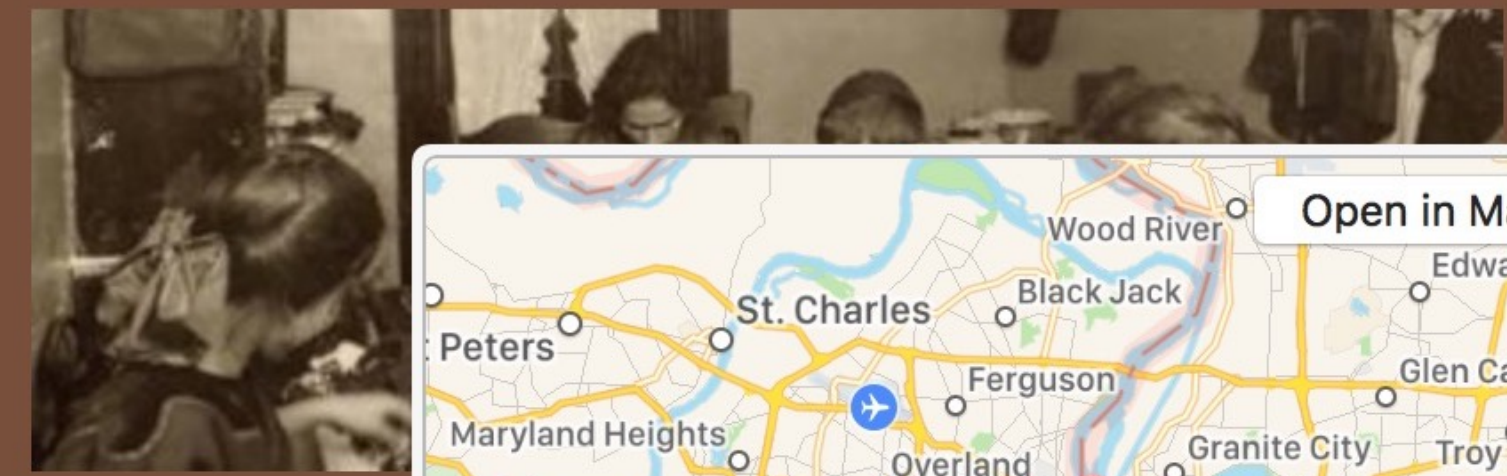 Open in M
Wood River
Edwa
Black Jack
St. Charles
Peters
Glen Ca
Ferguson
Maryland Heights
Granite City
Troy
Overland